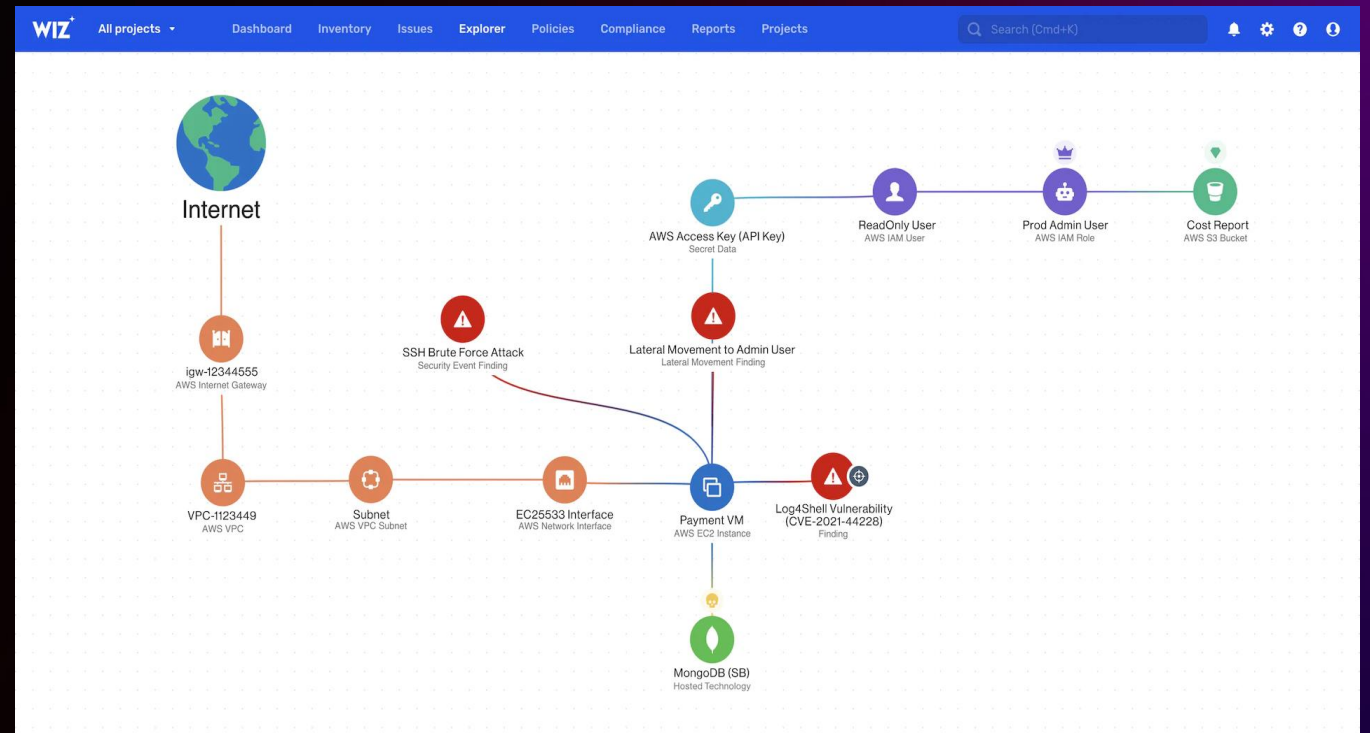 WIZ
All projects
Dashboard
Inventory
Issues
Explorer
Policies
Compliance
Reports
Projects
Search (Cmd+K)
Internet
AWS Access Key (API Key)
Secret Data
ReadOnly User
AWS IAM User
Prod Admin User
AWS IAM Role
Cost Report
AWS S3 Bucket
igw-12344555
AWS Internet Gateway
SSH Brute Force Attack
Security Event Finding
Lateral Movement to Admin User
Lateral Movement Finding
VPC-1123449
AWS VPC
Subnet
AWS VPC Subnet
EC25533 Interface
AWS Network Interface
Payment VM
AWS EC2 Instance
Log4Shell Vulnerability
(CVE-2021-44228)
Finding
MongoDB (SB)
Hosted Technology